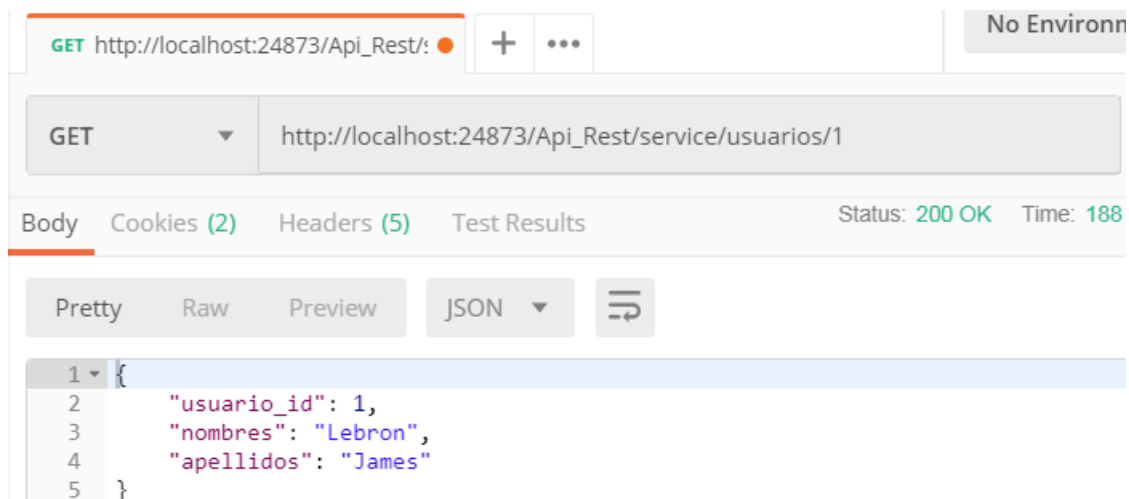 GET http://localhost:24873/Api_Rest/s + •••
No Environn
GET http://localhost:24873/Api_Rest/service/usuarios/1
Body Cookies (2) Headers (5) Test Results Status: 200 OK Time: 188
Pretty Raw Preview JSON
1 {
2 "usuario_id": 1,
3 "nombres": "Lebron",
4 "apellidos": "James"
5 }